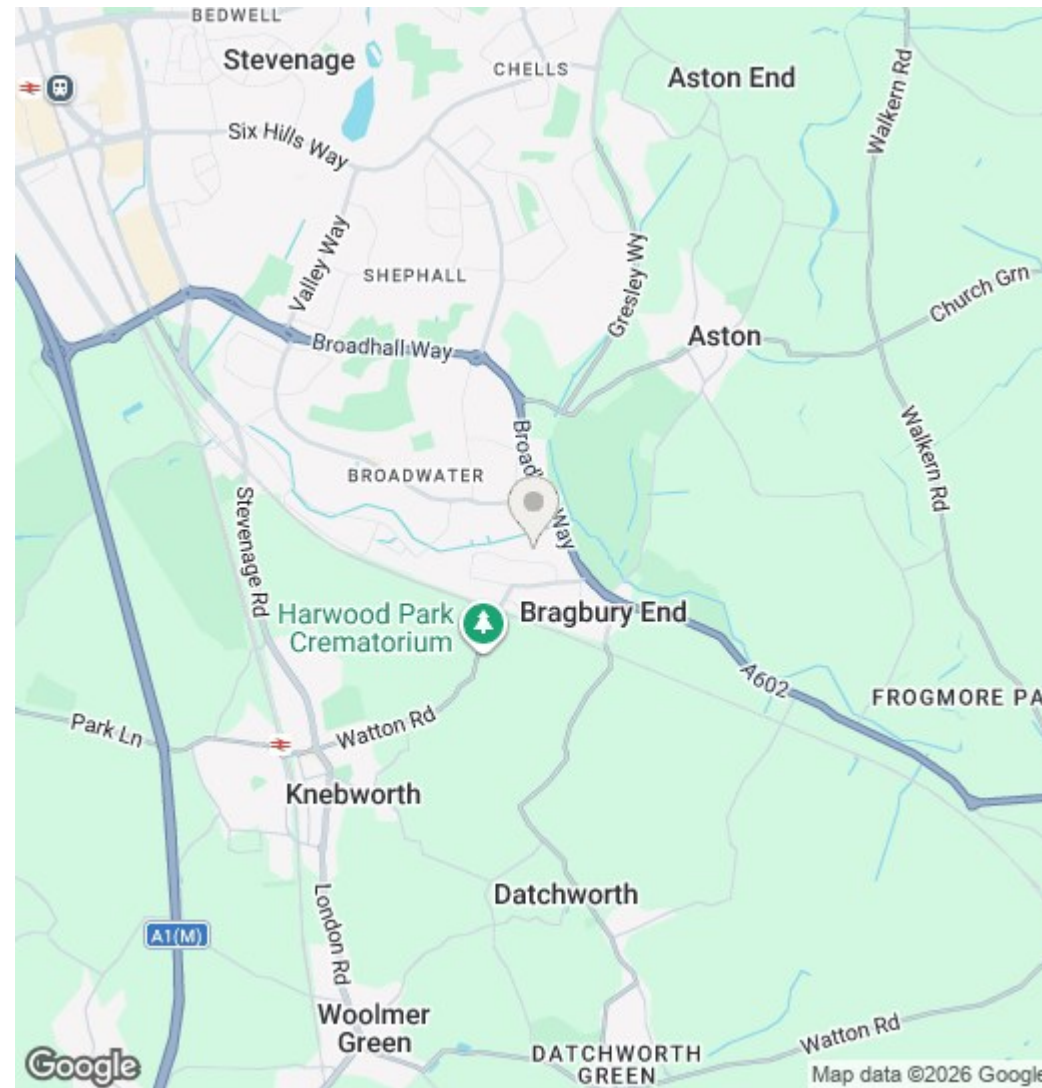 BEDWELL
Stevenage
CHELLS
Aston End
Walkern Rd
Six Hills Way
Valley Way
SHEPHALL
Gresley Wy
Church Grn
Aston
Broadhall Way
Walkern Rd
BROADWATER
Broadh
Way
Stevenage Rd
Harwood Park
Crematorium
Bragbury End
A602
FROGMORE PA
Park Ln
Watton Rd
Knebworth
London Rd
Datchworth
A1(M)
Woolmer
Green
DATCHWORTH
GREEN
Watton Rd
Google
Map data ©2026 Google